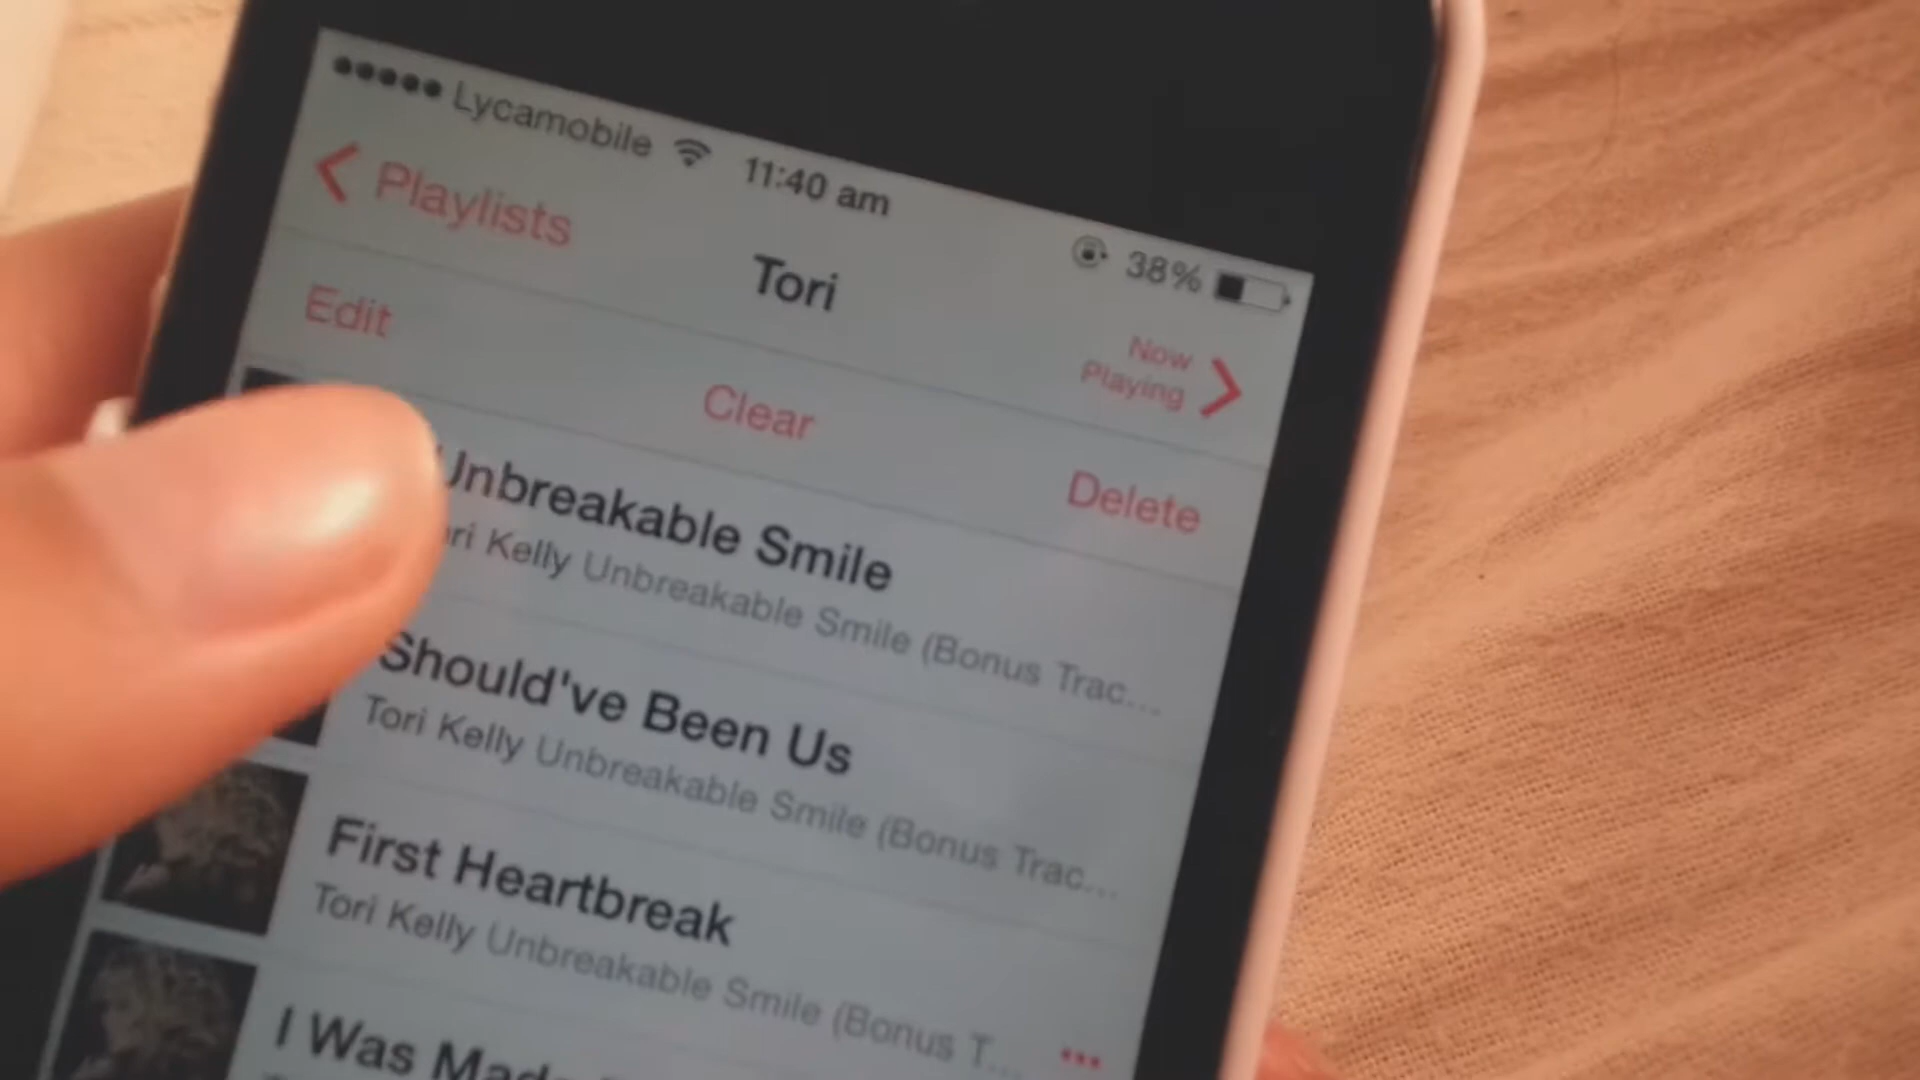 Lycamobile 11:40 am 38%
Playlists Tori Now Playing
Edit Clear Delete
Unbreakable Smile
Kelly Unbreakable Smile (Bonus Trac...
Should've Been Us
Tori Kelly Unbreakable Smile (Bonus Trac...
First Heartbreak
Tori Kelly Unbreakable Smile (Bonus T...
I Was